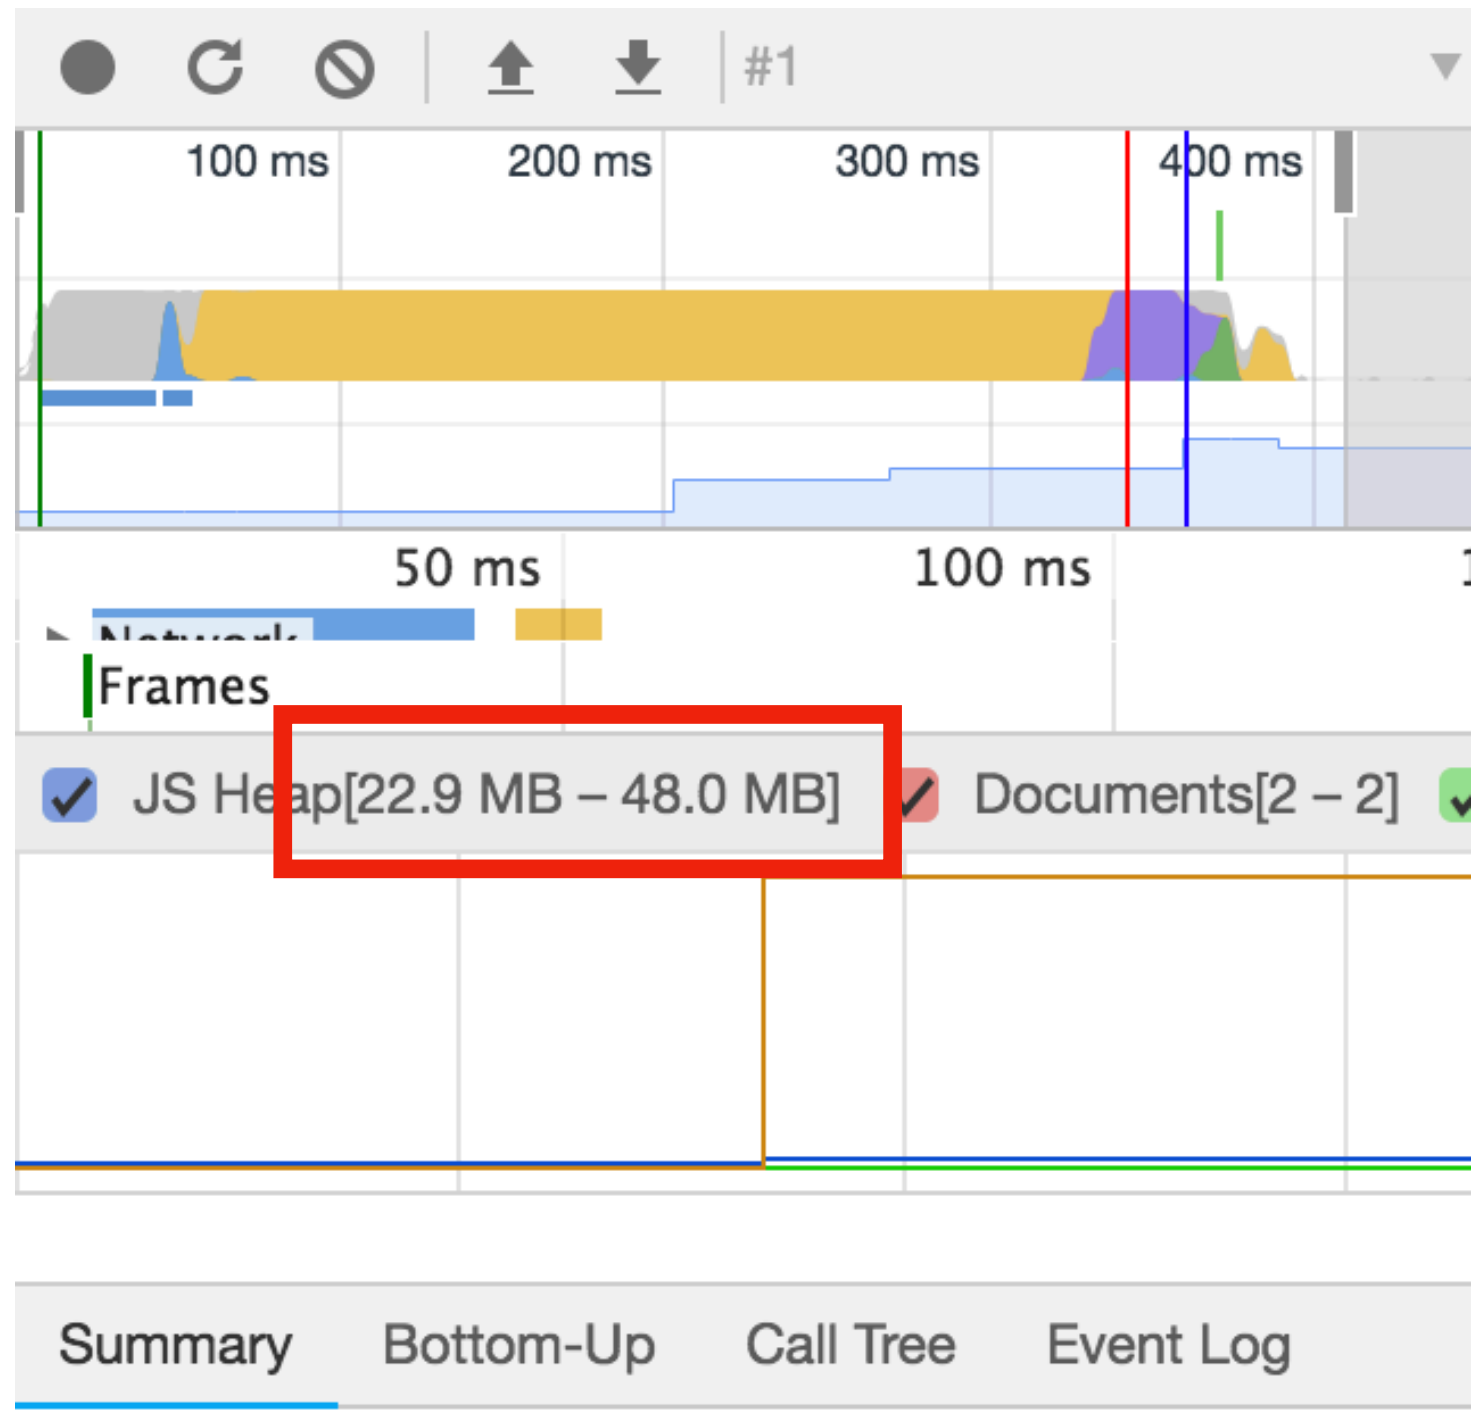 #1
100 ms 200 ms 300 ms 400 ms
50 ms 100 ms
Network
Frames
JS Heap[22.9 MB – 48.0 MB] Documents[2 – 2]
Summary Bottom-Up Call Tree Event Log